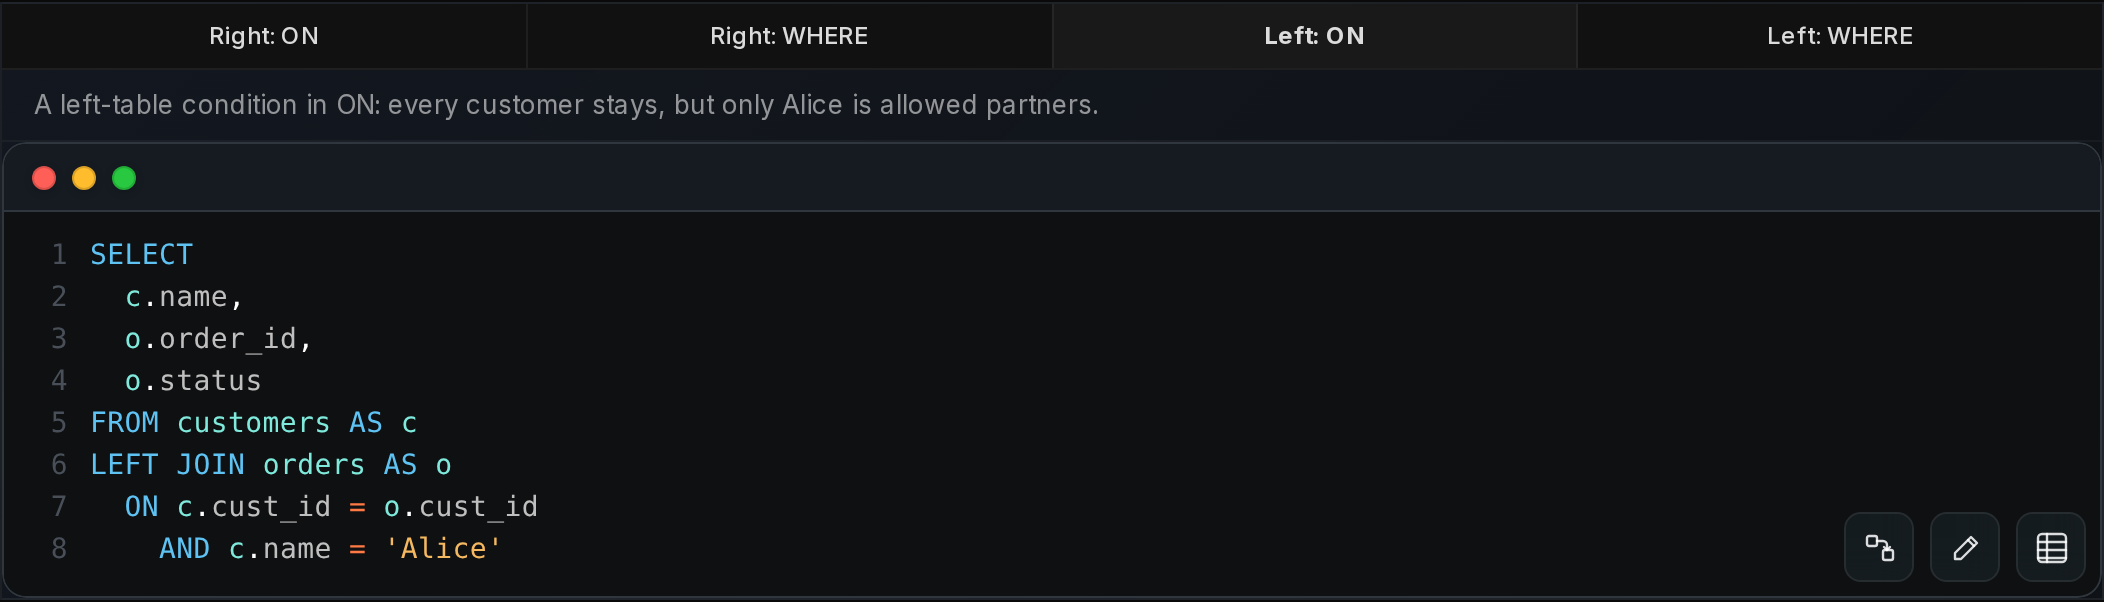 Right: ON
Right: WHERE
Left: ON
Left: WHERE
A left-table condition in ON: every customer stays, but only Alice is allowed partners.
1 SELECT
2   c.name,
3   o.order_id,
4   o.status
5 FROM customers AS c
6 LEFT JOIN orders AS o
7   ON c.cust_id = o.cust_id
8     AND c.name = 'Alice'